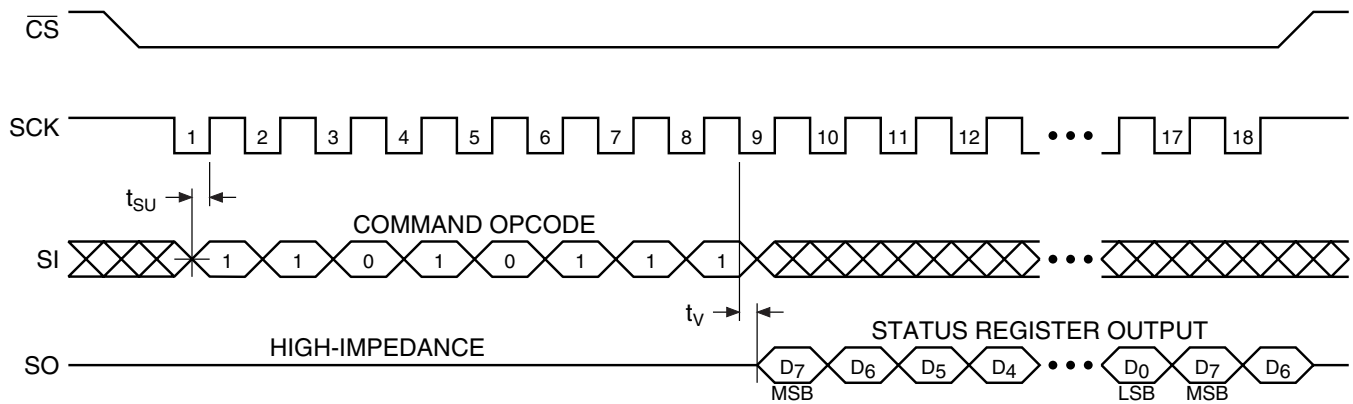 CS
SCK 1 2 3 4 5 6 7 8 9 10 11 12 ••• 17 18
tSU
COMMAND OPCODE
SI 1 1 0 1 0 1 1 1 •••
tV
HIGH-IMPEDANCE
STATUS REGISTER OUTPUT
SO D7 D6 D5 D4 ••• D0 D7 D6
MSB LSB MSB